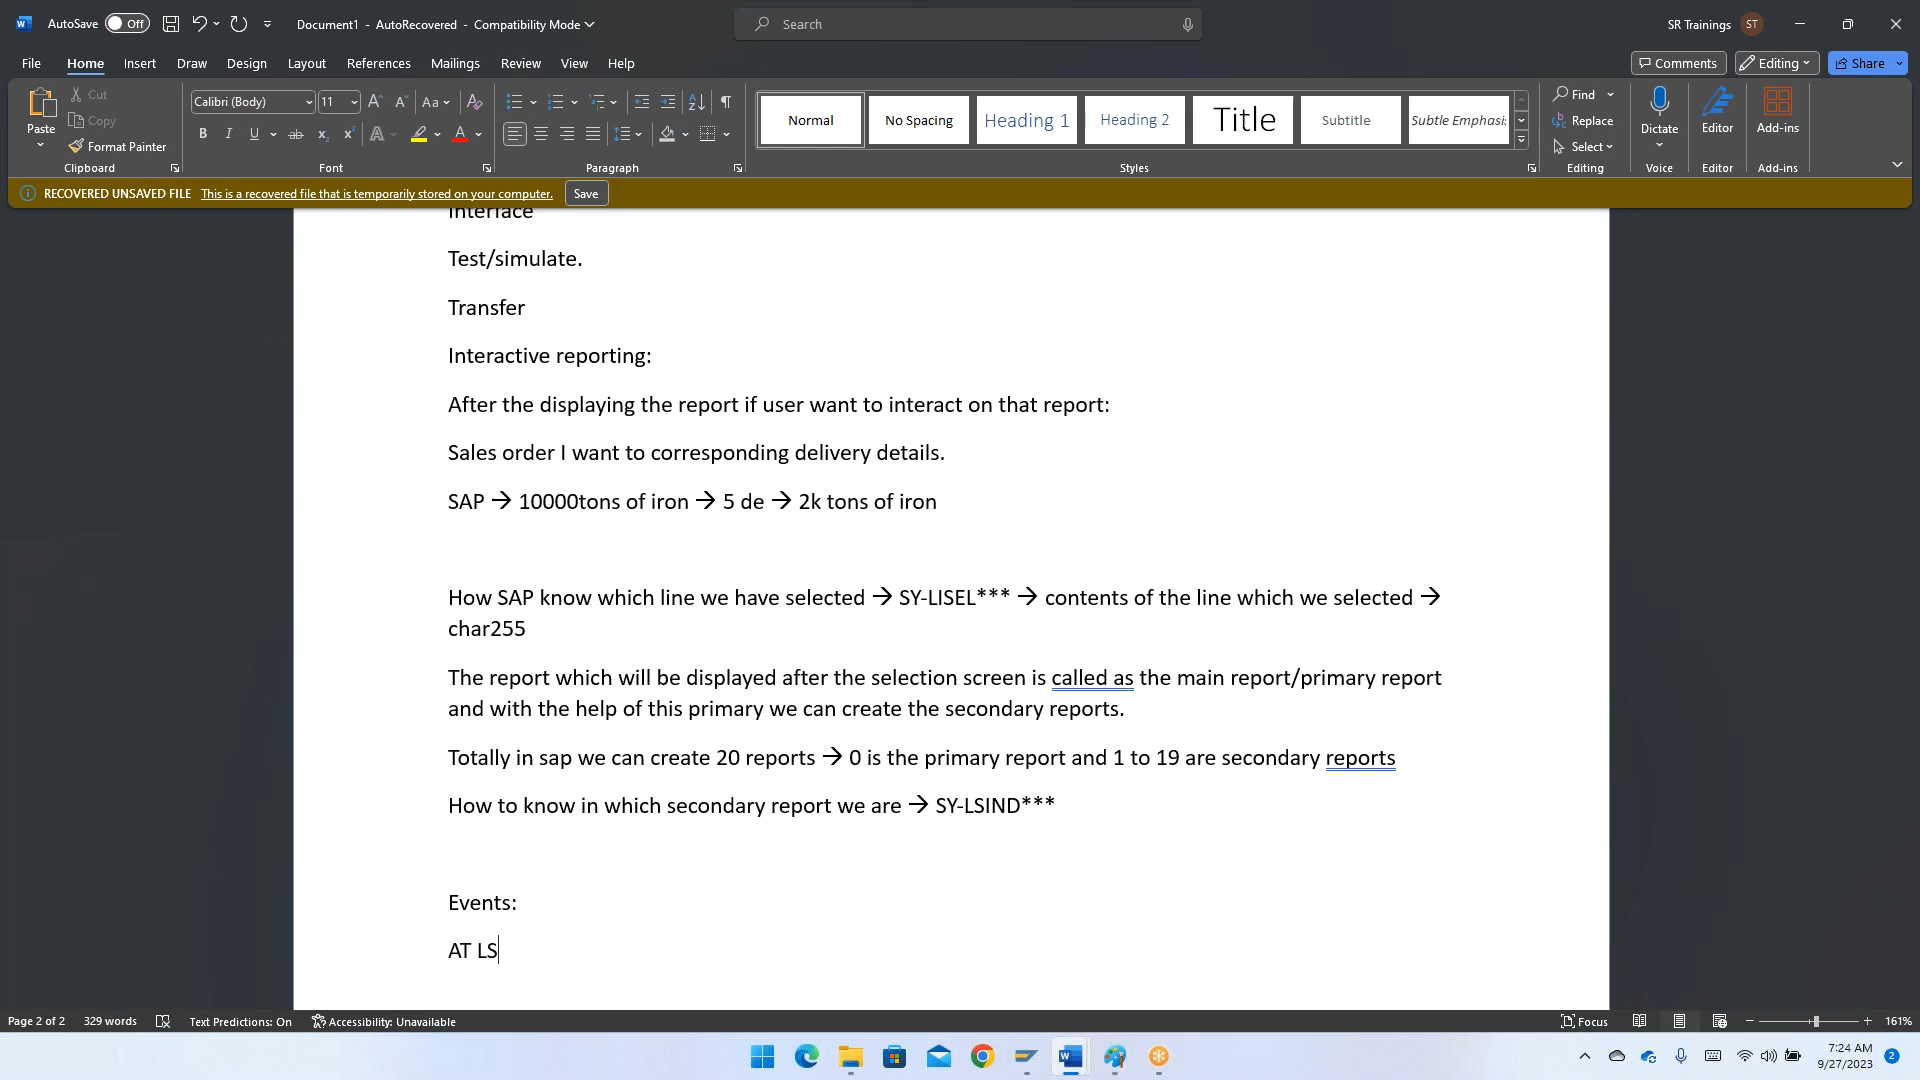 AutoSave Off Document1 - AutoRecovered - Compatibility Mode Search SR Trainings ST
File Home Insert Draw Design Layout References Mailings Review View Help Comments Editing Share
Paste Cut Copy Format Painter Clipboard
Calibri (Body) 11 Font
Paragraph
Normal No Spacing Heading 1 Heading 2 Title Subtitle Subtle Emphasi: Styles
Find Replace Select Editing
Dictate Voice
Editor Editor
Add-ins Add-ins
RECOVERED UNSAVED FILE This is a recovered file that is temporarily stored on your computer. Save
Interface
Test/simulate.
Transfer
Interactive reporting:
After the displaying the report if user want to interact on that report:
Sales order I want to corresponding delivery details.
SAP → 10000tons of iron → 5 de → 2k tons of iron
How SAP know which line we have selected → SY-LISEL*** → contents of the line which we selected →
char255
The report which will be displayed after the selection screen is called as the main report/primary report
and with the help of this primary we can create the secondary reports.
Totally in sap we can create 20 reports → 0 is the primary report and 1 to 19 are secondary reports
How to know in which secondary report we are → SY-LSIND***
Events:
AT LS
Page 2 of 2 329 words Text Predictions: On Accessibility: Unavailable Focus 161%
7:24 AM
9/27/2023 2